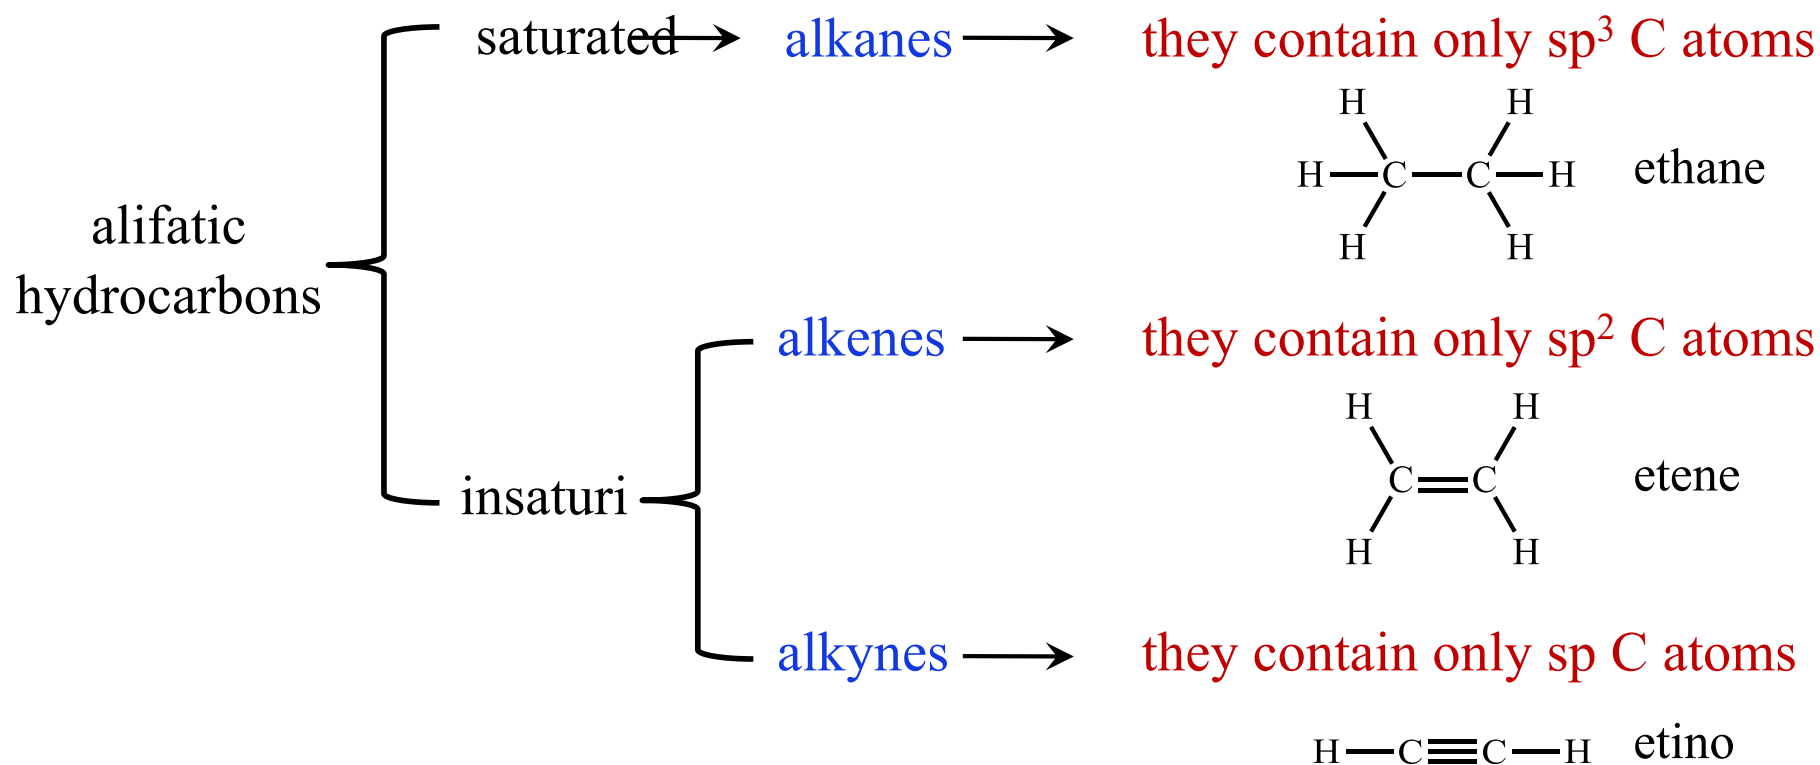 saturated
alkanes
they contain only sp³ C atoms
H H
H C C H
H H
ethane
alifatic
hydrocarbons
alkenes
they contain only sp² C atoms
H H
C C
H H
etene
insaturi
alkynes
they contain only sp C atoms
H C C H
etino